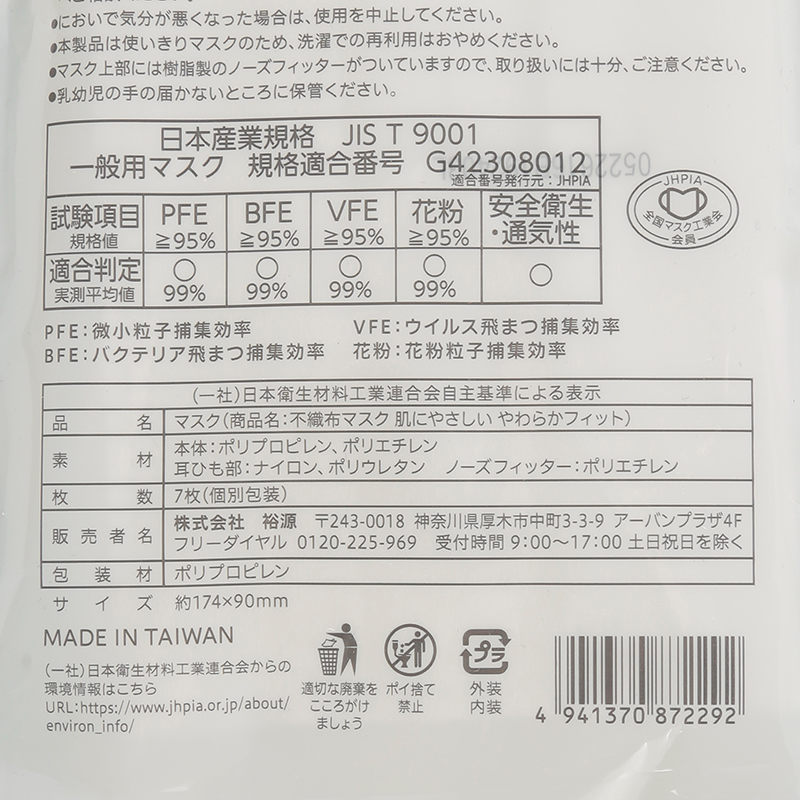 ●においで気分が悪くなった場合は、使用を中止してください。
●本製品は使いきりマスクのため、洗濯での再利用はおやめください。
●マスク上部には樹脂製のノーズフィッターがついていますので、取り扱いには十分、ご注意ください。
●乳幼児の手の届かないところに保管ください。
日本産業規格 JIS T 9001
一般用マスク 規格適合番号 G42308012
適合番号発行元:JHPIA
JHPIA
全国マスク工業会
会員
試験項目 PFE BFE VFE 花粉 安全衛生
規格値 ≧95% ≧95% ≧95% ≧95% ・通気性
適合判定 ○ ○ ○ ○ ○
実測平均値 99% 99% 99% 99%
PFE:微小粒子捕集効率 VFE:ウイルス飛まつ捕集効率
BFE:バクテリア飛まつ捕集効率 花粉:花粉粒子捕集効率
(一社)日本衛生材料工業連合会自主基準による表示
品名 マスク(商品名:不織布マスク 肌にやさしい やわらかフィット)
素材 本体:ポリプロピレン、ポリエチレン
耳ひも部:ナイロン、ポリウレタン ノーズフィッター:ポリエチレン
枚数 7枚(個別包装)
販売者名 株式会社 裕源 〒243-0018 神奈川県厚木市中町3-3-9 アーバンプラザ4F
フリーダイヤル 0120-225-969 受付時間 9:00〜17:00 土日祝日を除く
包装材 ポリプロピレン
サイズ 約174×90mm
MADE IN TAIWAN
(一社)日本衛生材料工業連合会からの
環境情報はこちら
URL:https://www.jhpia.or.jp/about/
environ_info/
適切な廃棄を
こころがけ
ましょう
ポイ捨て
禁止
プラ
外装
内装
4 941370 872292